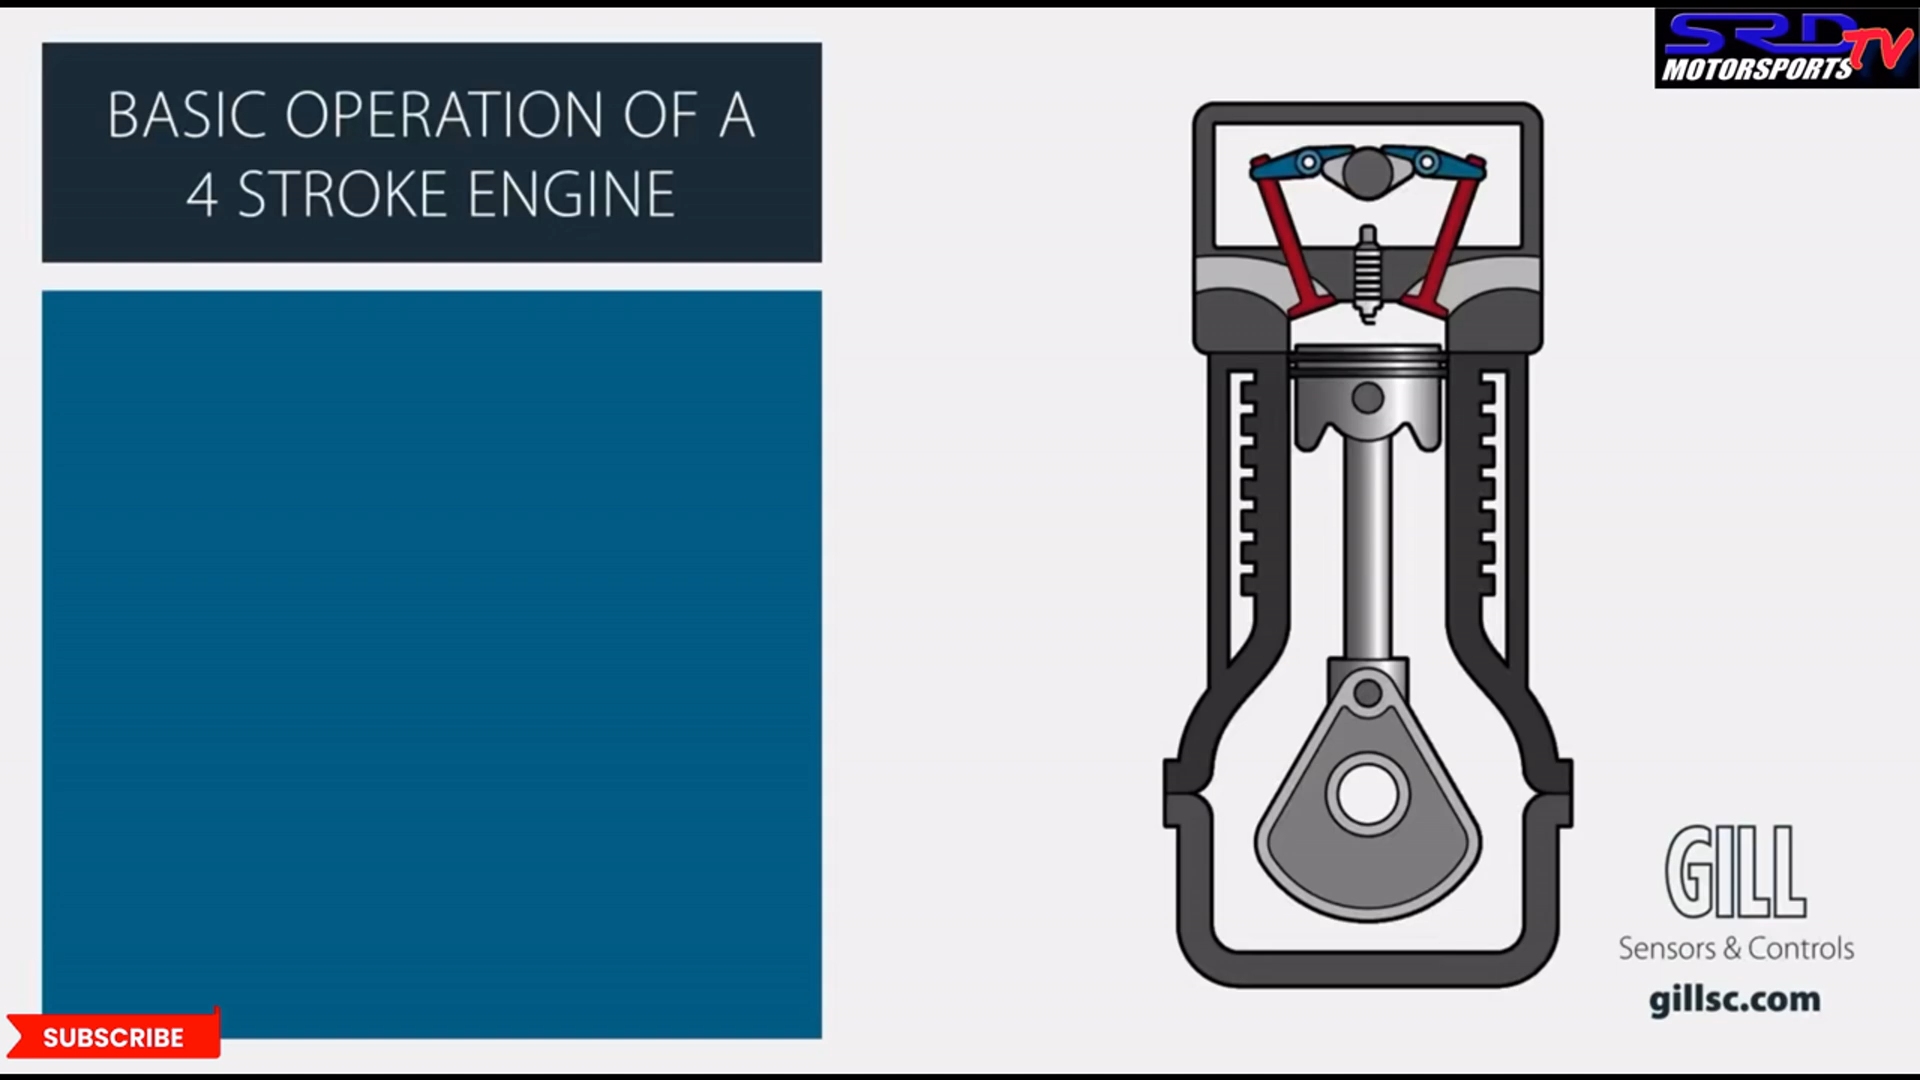 SRD TV
MOTORSPORTS
BASIC OPERATION OF A
4 STROKE ENGINE
GILL
Sensors & Controls
gillsc.com
SUBSCRIBE